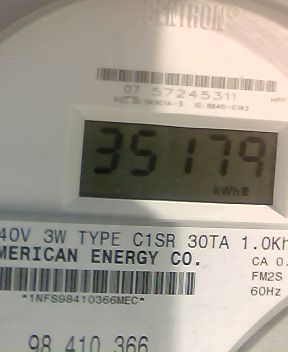 CENTRON®
07 57245311
35179
kWh
40V 3W TYPE C1SR 30TA 1.0Kh
MERICAN ENERGY CO.
CA 0.
FM2S
60Hz
*1NFS98410366MEC*
98 410 366